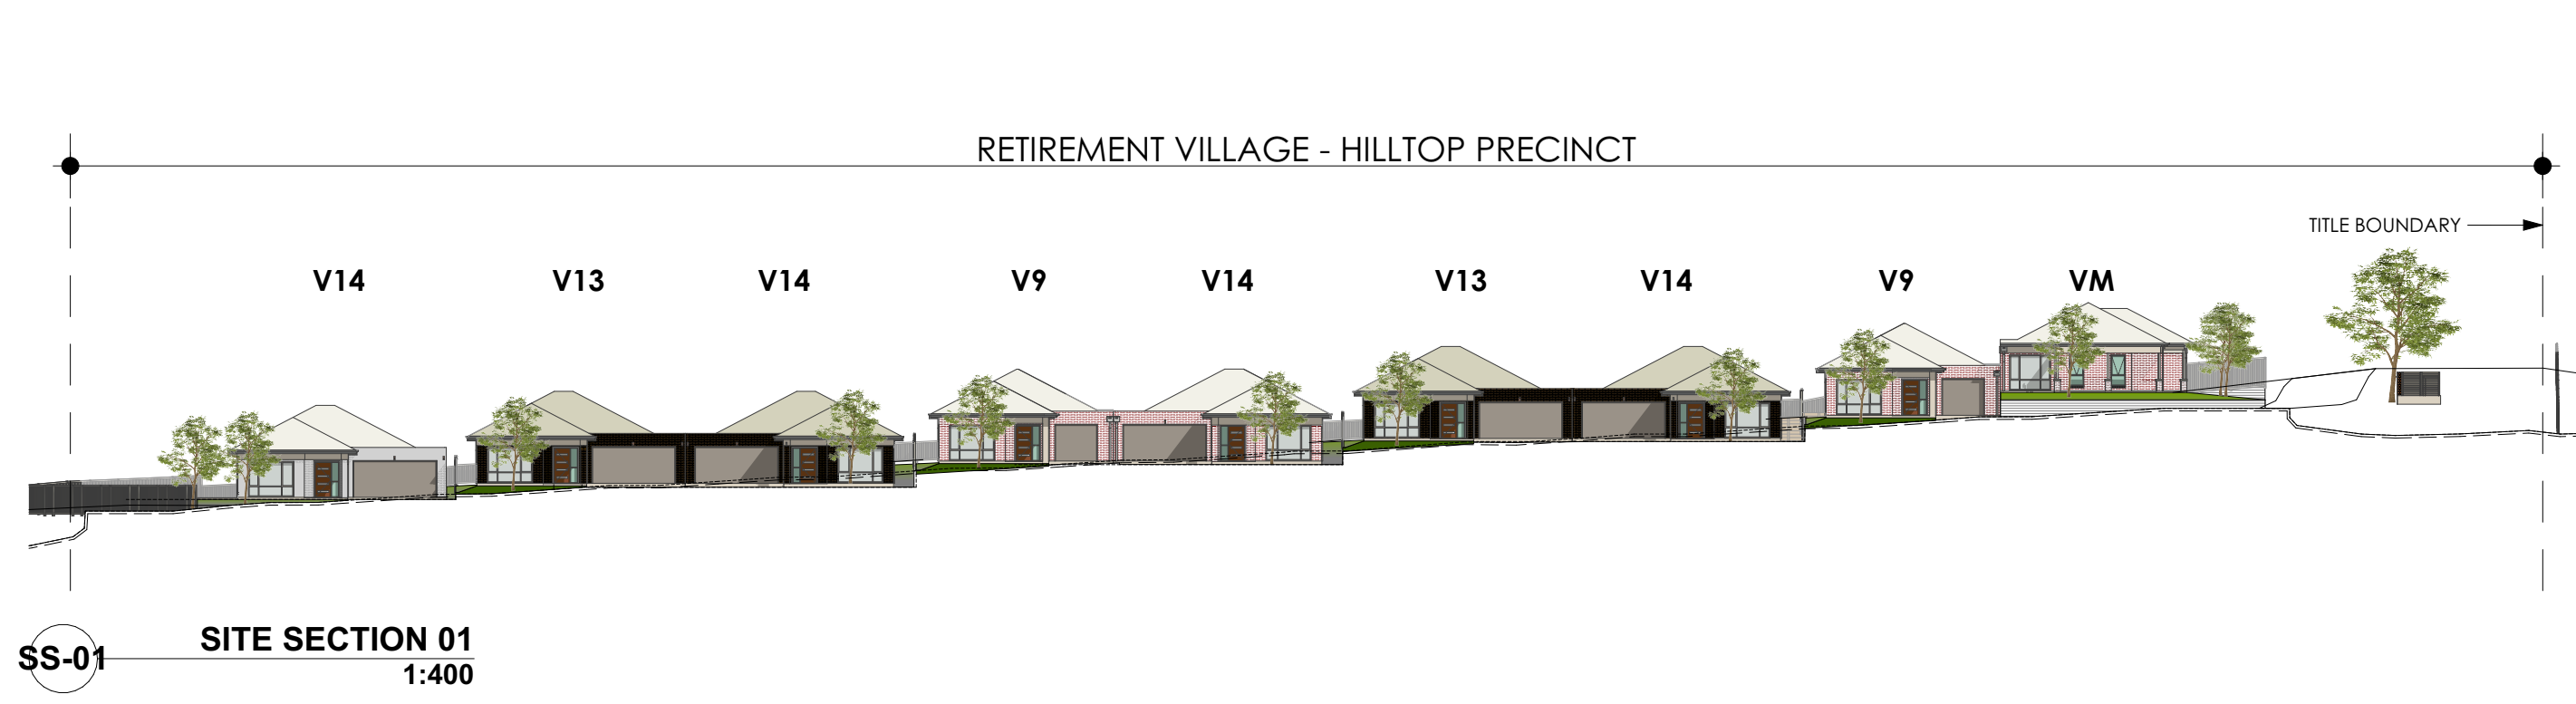 RETIREMENT VILLAGE - HILLTOP PRECINCT
TITLE BOUNDARY
V14 V13 V14 V9 V14 V13 V14 V9 VM
SITE SECTION 01
SS-01
1:400